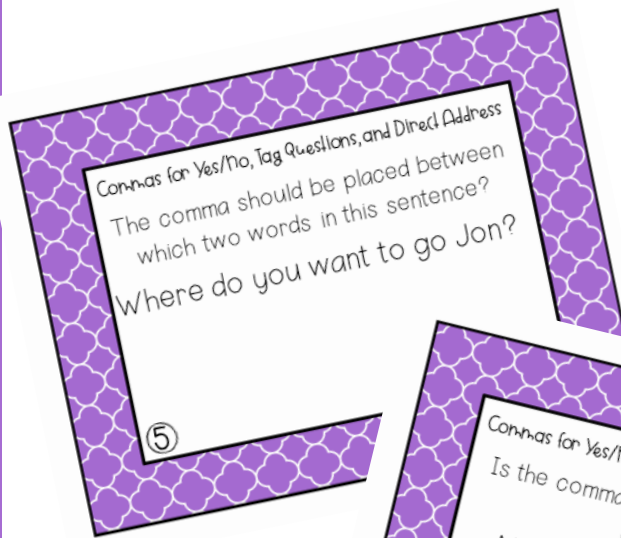 Commas for Yes/No, Tag Questions, and Direct Address
The comma should be placed between
which two words in this sentence?
Where do you want to go Jon?
5
Commas for Yes/
Is the comma